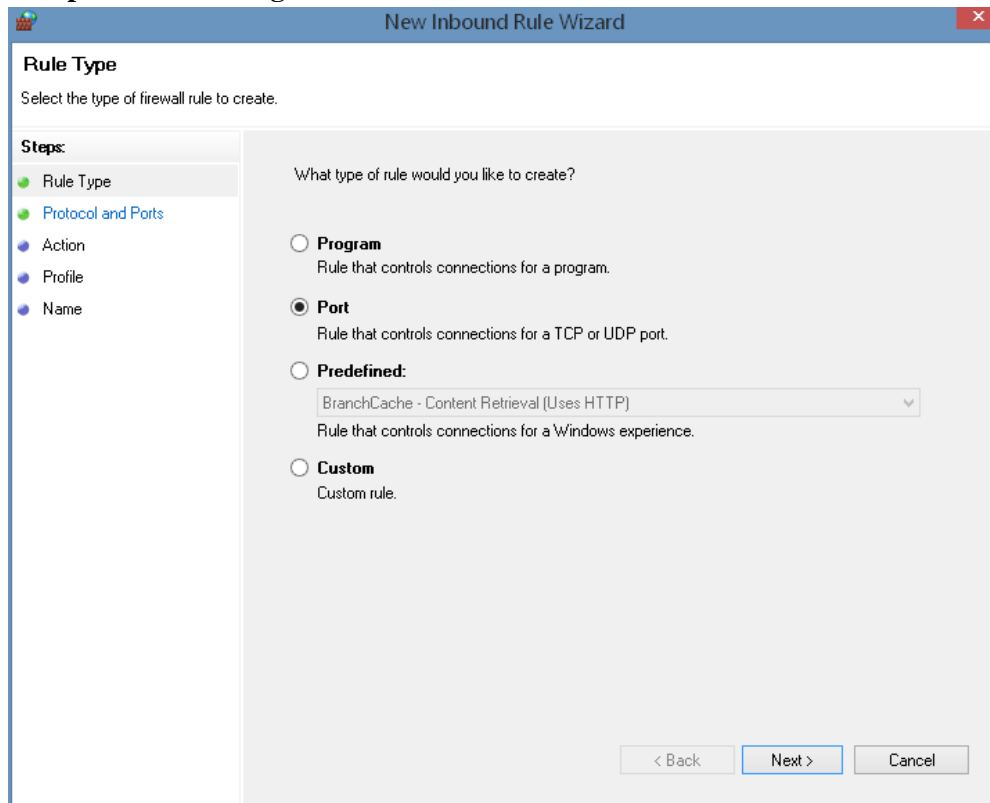 New Inbound Rule Wizard
Rule Type
Select the type of firewall rule to create.
Steps:
Rule Type
Protocol and Ports
Action
Profile
Name
What type of rule would you like to create?
Program
Rule that controls connections for a program.
Port
Rule that controls connections for a TCP or UDP port.
Predefined:
BranchCache - Content Retrieval (Uses HTTP)
Rule that controls connections for a Windows experience.
Custom
Custom rule.
< Back Next > Cancel